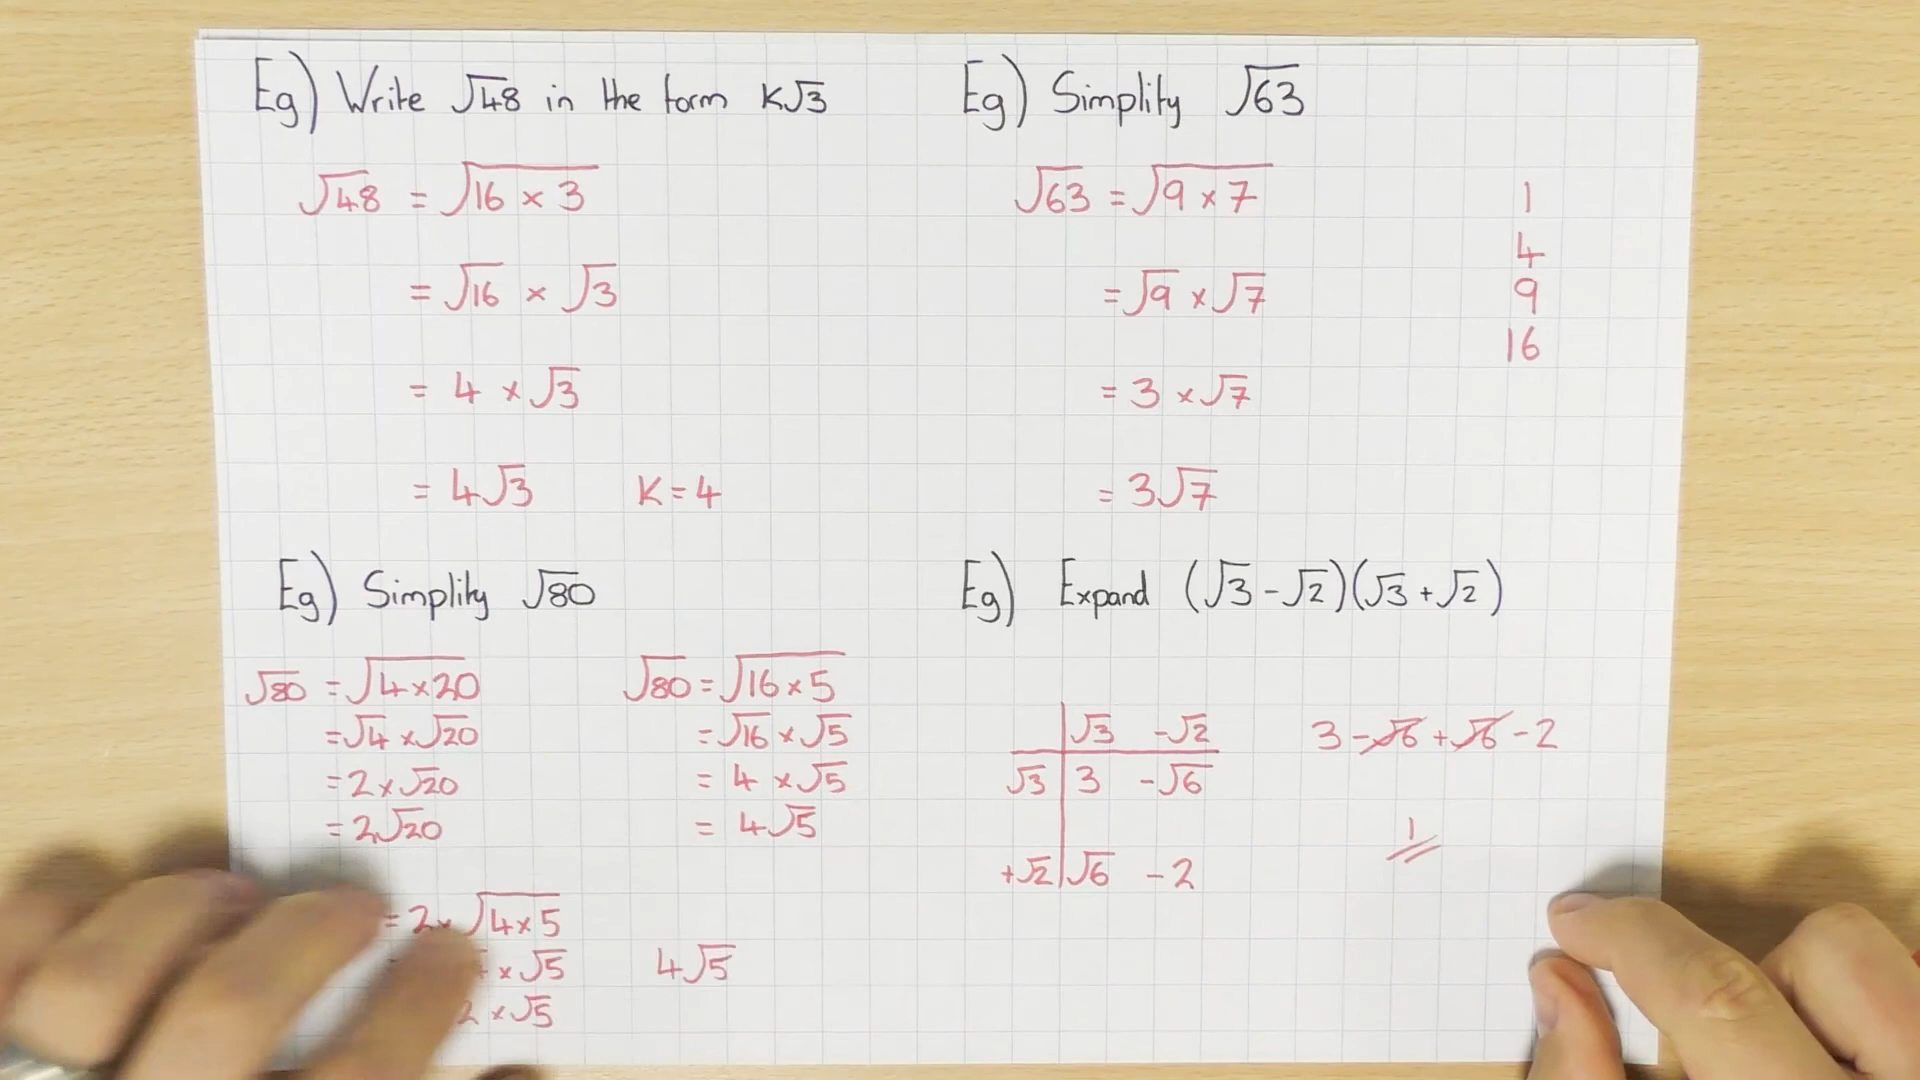 Eg) Write √48 in the form K√3
√48 = √16 × 3
= √16 × √3
= 4 × √3
= 4√3 K = 4
Eg) Simplify √63
√63 = √9 × 7
= √9 × √7
= 3 × √7
= 3√7
1
4
9
16
Eg) Simplify √80
√80 = √4 × 20
= √4 × √20
= 2 × √20
= 2√20
= 2 × √4 × 5
× √5
2 × √5
√80 = √16 × 5
= √16 × √5
= 4 × √5
= 4√5
4√5
Eg) Expand (√3 - √2)(√3 + √2)
√3 -√2
√3 3 -√6
+√2 √6 -2
3 - √6 + √6 - 2
1